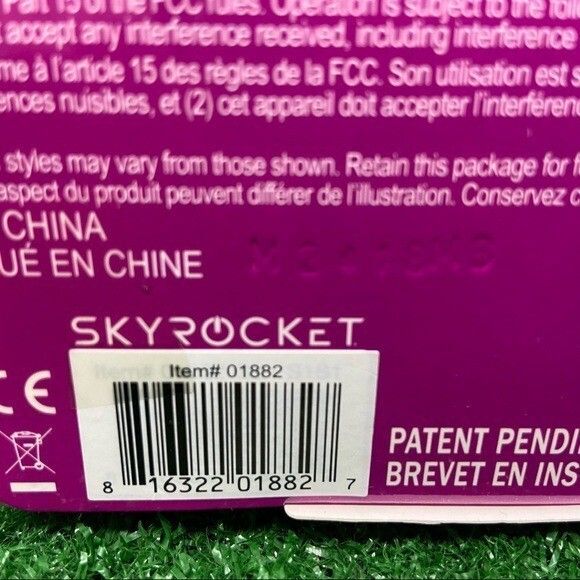 Part 15 of the FCC rules. Operation is subject to the follo
accept any interference received, including interference
me à l'article 15 des règles de la FCC. Son utilisation est s
ences nuisibles, et (2) cet appareil doit accepter l'interféren
styles may vary from those shown. Retain this package for f
aspect du produit peuvent différer de l'illustration. Conservez c
CHINA
UÉ EN CHINE
SKYROCKET
Item# 01882
CE
8 16322 01882 7
PATENT PENDI
BREVET EN INS